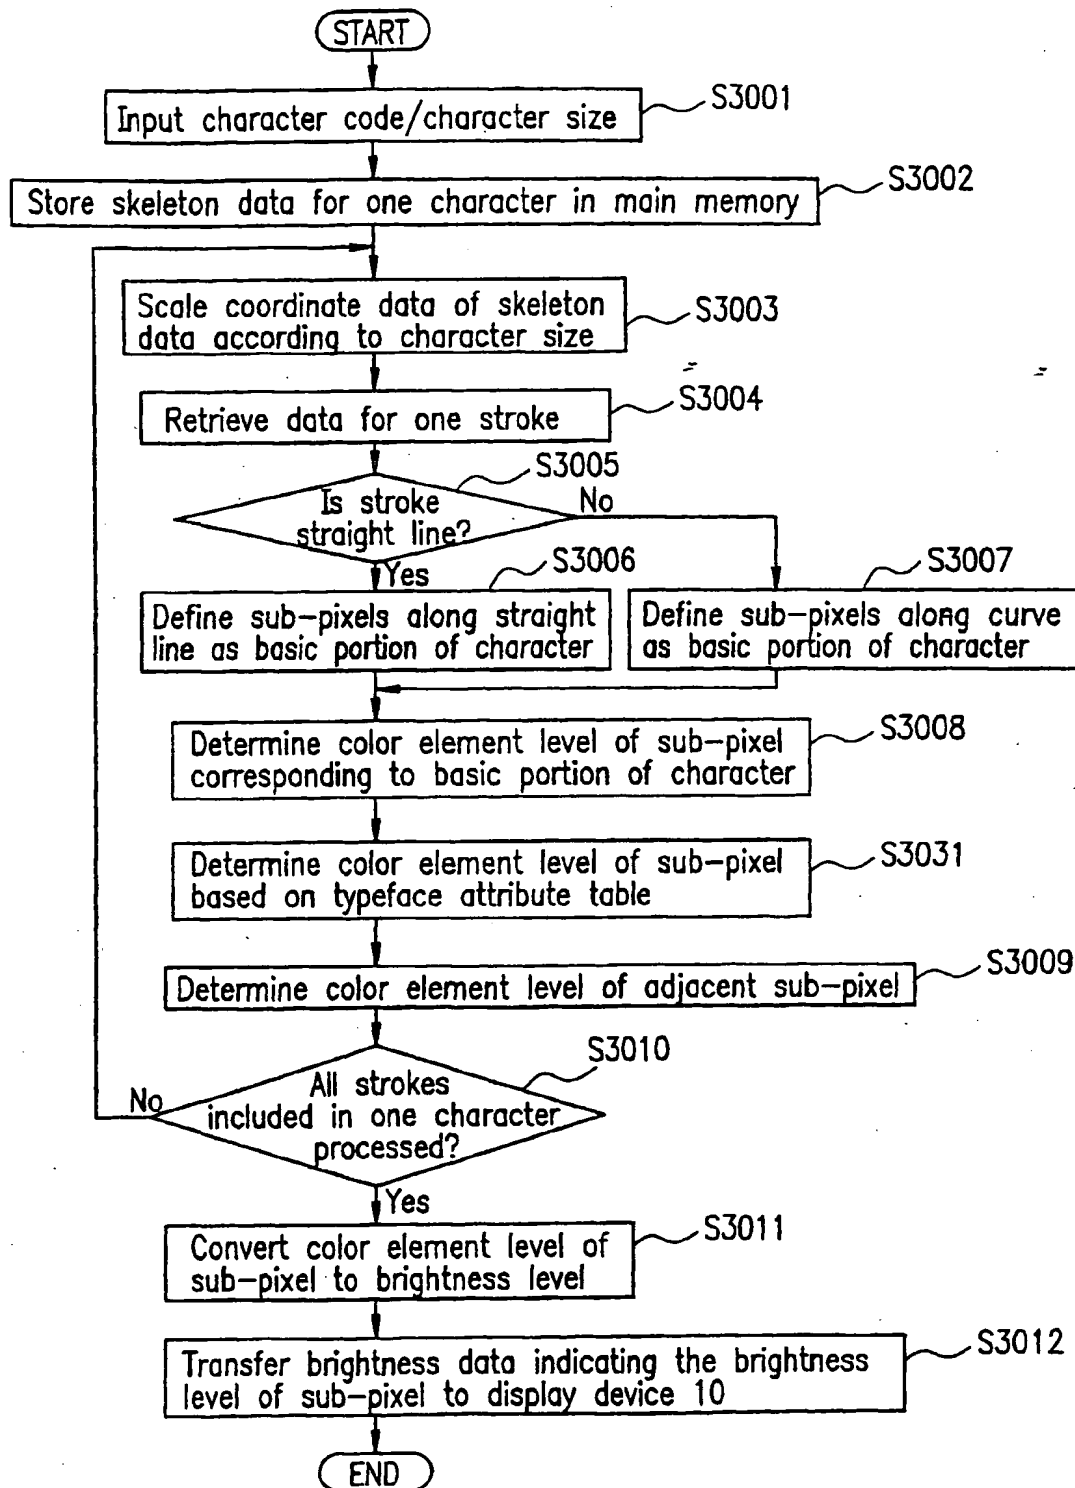 START
Input character code/character size
S3001
Store skeleton data for one character in main memory
S3002
Scale coordinate data of skeleton
data according to character size
S3003
Retrieve data for one stroke
S3004
Is stroke
straight line?
S3005
No
Yes
S3006
Define sub-pixels along straight
line as basic portion of character
S3007
Define sub-pixels along curve
as basic portion of character
Determine color element level of sub-pixel
corresponding to basic portion of character
S3008
Determine color element level of sub-pixel
based on typeface attribute table
S3031
Determine color element level of adjacent sub-pixel
S3009
All strokes
included in one character
processed?
S3010
No
Yes
Convert color element level of
sub-pixel to brightness level
S3011
Transfer brightness data indicating the brightness
level of sub-pixel to display device 10
S3012
END